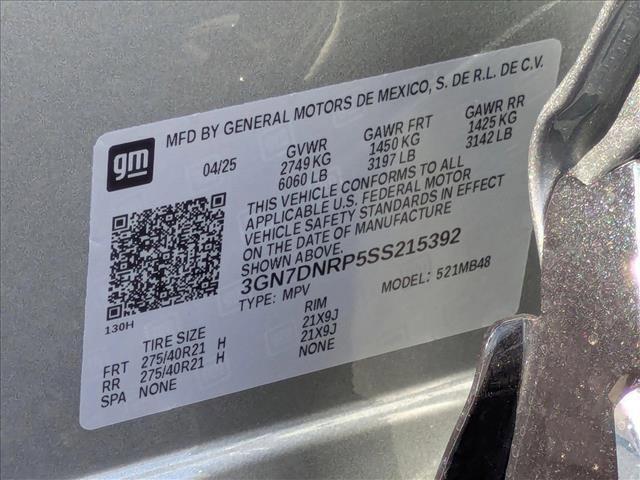 MFD BY GENERAL MOTORS DE MEXICO, S. DE R.L. DE C.V.
gm
04/25
GVWR
2749 KG
6060 LB
GAWR FRT
1450 KG
3197 LB
GAWR RR
1425 KG
3142 LB
THIS VEHICLE CONFORMS TO ALL
APPLICABLE U.S. FEDERAL MOTOR
VEHICLE SAFETY STANDARDS IN EFFECT
ON THE DATE OF MANUFACTURE
SHOWN ABOVE.
3GN7DNRP5SS215392
TYPE: MPV
MODEL: 521MB48
130H
TIRE SIZE RIM
FRT 275/40R21 H 21X9J
RR 275/40R21 H 21X9J
SPA NONE NONE